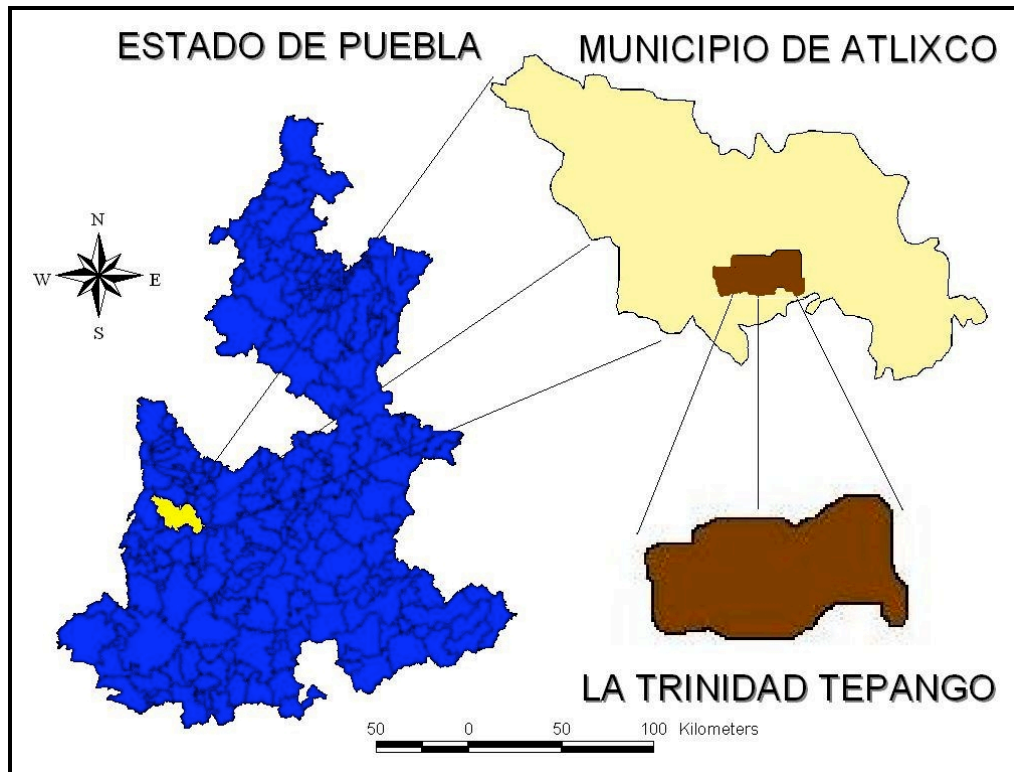 ESTADO DE PUEBLA
MUNICIPIO DE ATLIXCO
N
W E
S
LA TRINIDAD TEPANGO
50 0 50 100 Kilometers